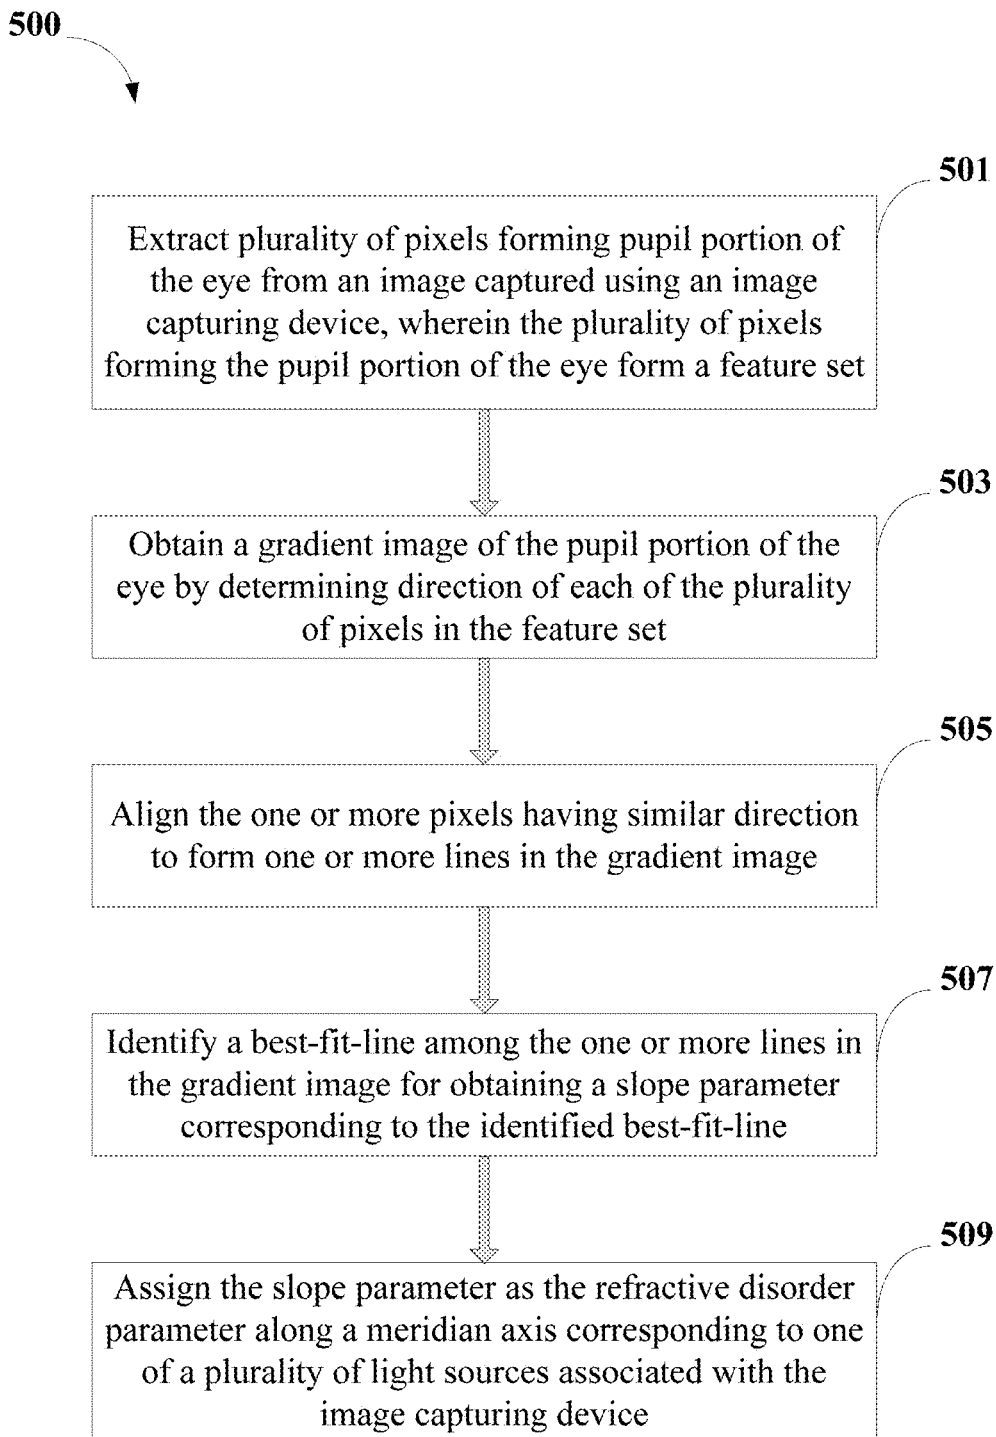 500
501
Extract plurality of pixels forming pupil portion of
the eye from an image captured using an image
capturing device, wherein the plurality of pixels
forming the pupil portion of the eye form a feature set
503
Obtain a gradient image of the pupil portion of the
eye by determining direction of each of the plurality
of pixels in the feature set
505
Align the one or more pixels having similar direction
to form one or more lines in the gradient image
507
Identify a best-fit-line among the one or more lines in
the gradient image for obtaining a slope parameter
corresponding to the identified best-fit-line
509
Assign the slope parameter as the refractive disorder
parameter along a meridian axis corresponding to one
of a plurality of light sources associated with the
image capturing device